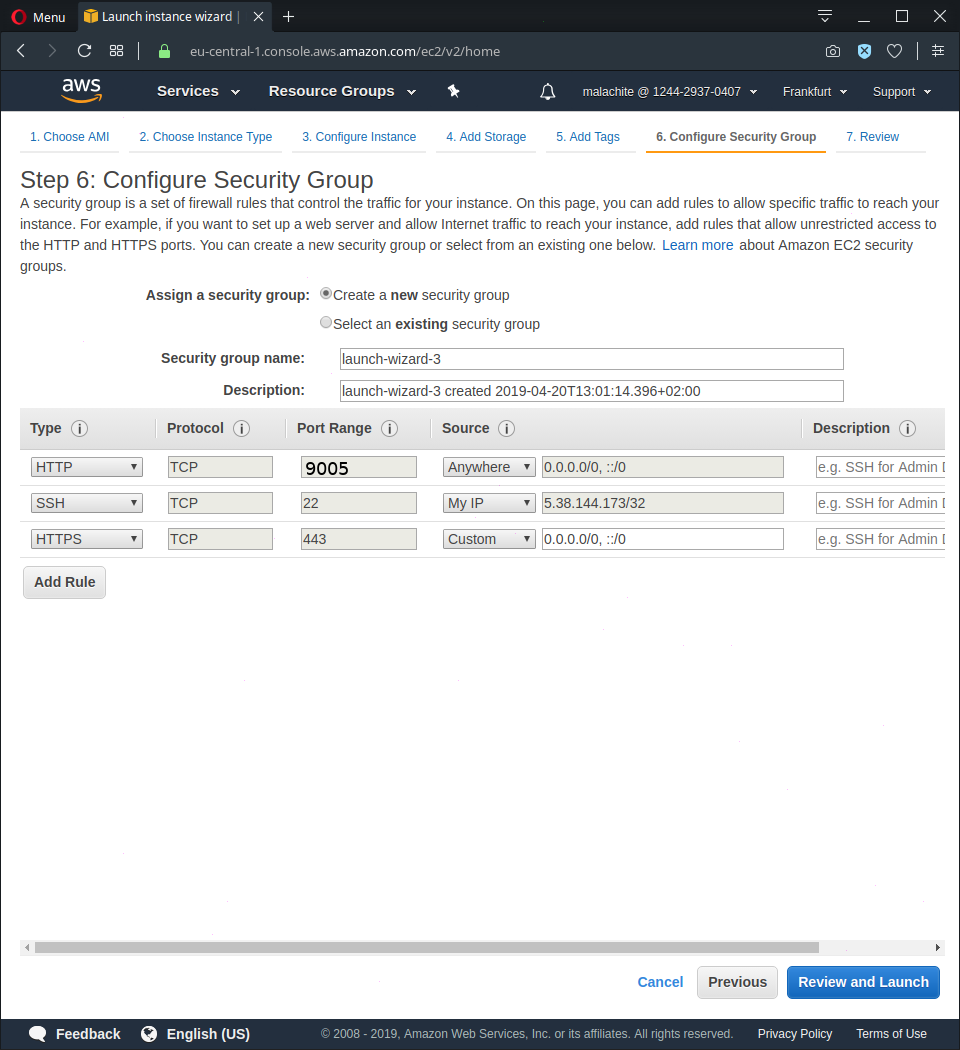 Menu
Launch instance wizard |
eu-central-1.console.aws.amazon.com/ec2/v2/home
aws
Services
Resource Groups
malachite @ 1244-2937-0407
Frankfurt
Support
1. Choose AMI
2. Choose Instance Type
3. Configure Instance
4. Add Storage
5. Add Tags
6. Configure Security Group
7. Review
Step 6: Configure Security Group
A security group is a set of firewall rules that control the traffic for your instance. On this page, you can add rules to allow specific traffic to reach your
instance. For example, if you want to set up a web server and allow Internet traffic to reach your instance, add rules that allow unrestricted access to
the HTTP and HTTPS ports. You can create a new security group or select from an existing one below. Learn more about Amazon EC2 security
groups.
Assign a security group: Create a new security group
Select an existing security group
Security group name: launch-wizard-3
Description: launch-wizard-3 created 2019-04-20T13:01:14.396+02:00
Type i Protocol i Port Range i Source i Description i
HTTP TCP 9005 Anywhere 0.0.0.0/0, ::/0 e.g. SSH for Admin D
SSH TCP 22 My IP 5.38.144.173/32 e.g. SSH for Admin D
HTTPS TCP 443 Custom 0.0.0.0/0, ::/0 e.g. SSH for Admin D
Add Rule
Cancel
Previous
Review and Launch
Feedback
English (US)
© 2008 - 2019, Amazon Web Services, Inc. or its affiliates. All rights reserved.
Privacy Policy
Terms of Use